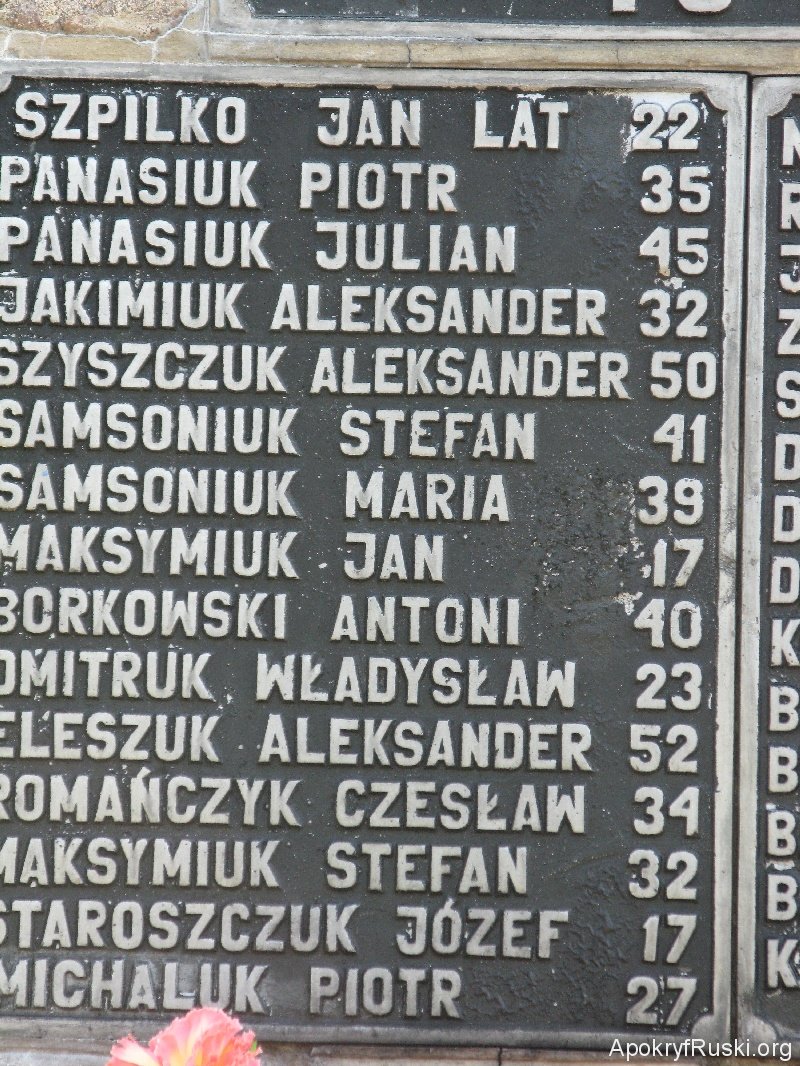 SZPILKO JAN LAT 22
PANASIUK PIOTR 35
PANASIUK JULIAN 45
JAKIMIUK ALEKSANDER 32
SZYSZCZUK ALEKSANDER 50
SAMSONIUK STEFAN 41
SAMSONIUK MARIA 39
MAKSYMIUK JAN 17
BORKOWSKI ANTONI 40
DMITRUK WŁADYSŁAW 23
ELESZUK ALEKSANDER 52
ROMAŃCZYK CZESŁAW 34
MAKSYMIUK STEFAN 32
STAROSZCZUK JÓZEF 17
MICHALUK PIOTR 27
ApokryfRuski.org